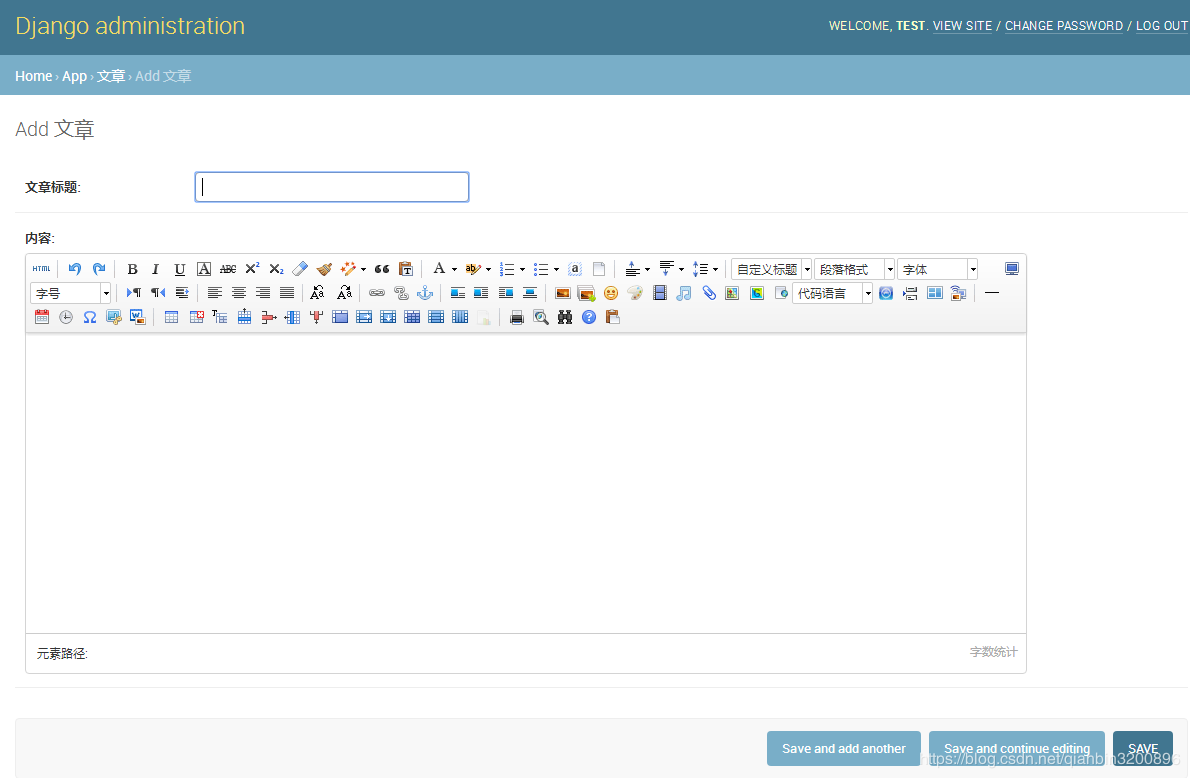 Django administration
WELCOME, TEST. VIEW SITE / CHANGE PASSWORD / LOG OUT
Home › App › 文章 › Add 文章
Add 文章
文章标题:
内容:
HTML B I U A ABC X² X₂ T A ab a 自定义标题 段落格式 字体
字号 代码语言
Ω W T
元素路径:
字数统计
Save and add another
Save and continue editing
SAVE
https://blog.csdn.net/qianbin3200896